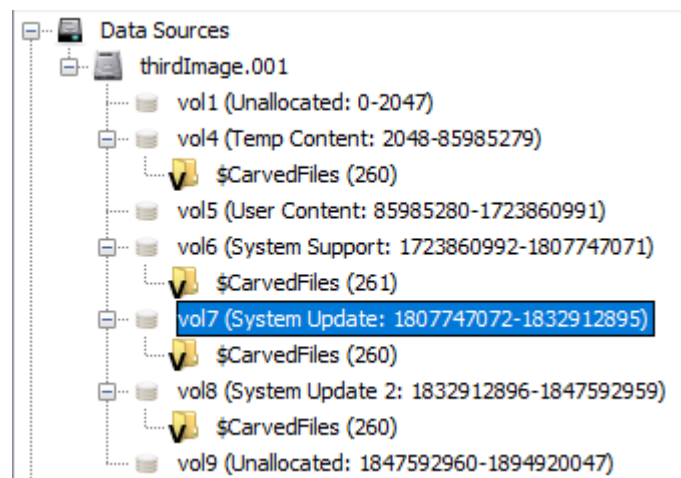 Data Sources
thirdImage.001
vol1 (Unallocated: 0-2047)
vol4 (Temp Content: 2048-85985279)
$CarvedFiles (260)
vol5 (User Content: 85985280-1723860991)
vol6 (System Support: 1723860992-1807747071)
$CarvedFiles (261)
vol7 (System Update: 1807747072-1832912895)
$CarvedFiles (260)
vol8 (System Update 2: 1832912896-1847592959)
$CarvedFiles (260)
vol9 (Unallocated: 1847592960-1894920047)